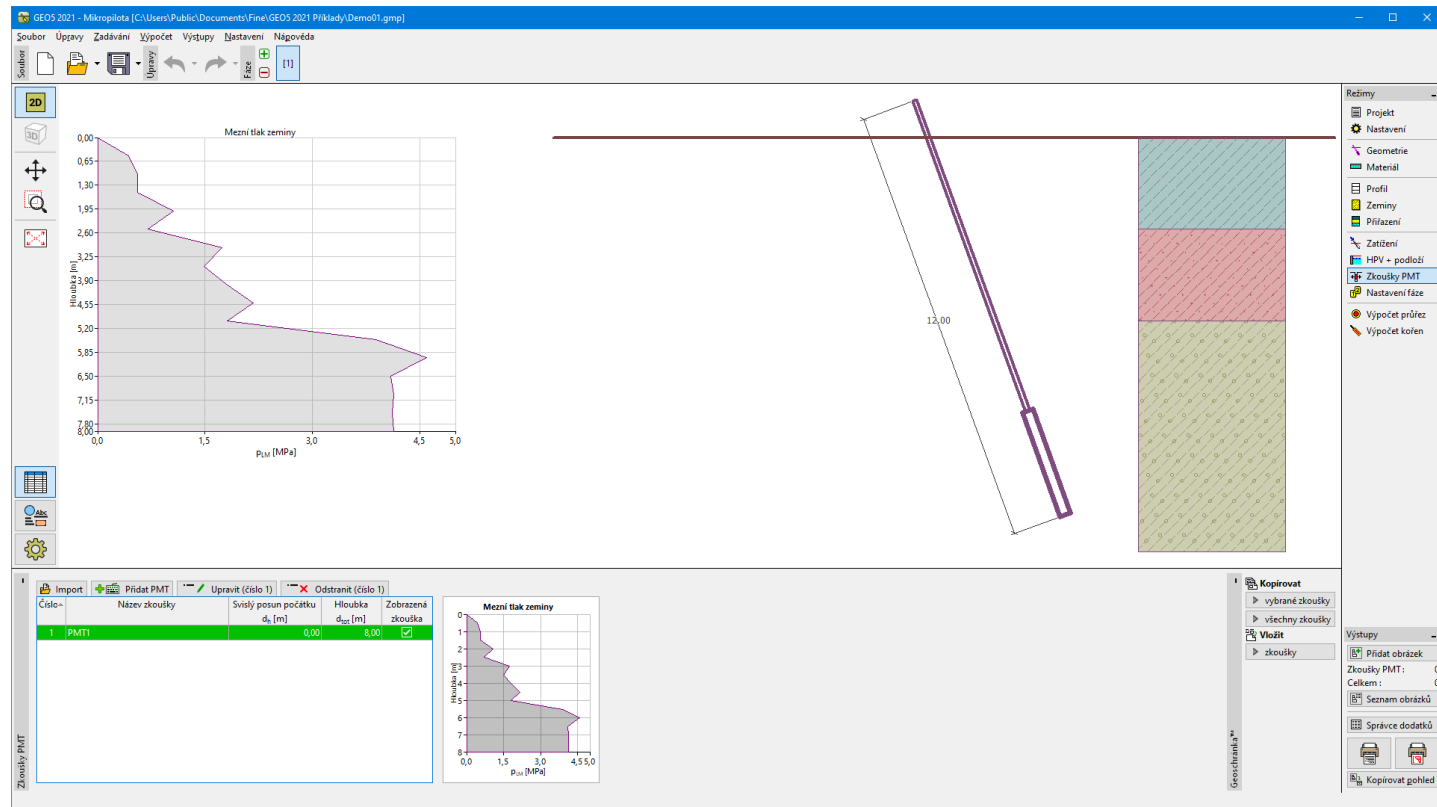 GEO5 2021 - Mikropilota [C:\Users\Public\Documents\Fine\GEO5 2021 Příklady\Demo01.gmp]
Soubor Úpravy Zadávání Výpočet Výstupy Nastavení Nápověda
Soubor
Úpravy
Fáze
[1]
2D
3D
Abc
Mezní tlak zeminy
0,00
0,65
1,30
1,95
2,60
3,25
3,90
4,55
5,20
5,85
6,50
7,15
7,80
8,00
Hloubka [m]
0,0 1,5 3,0 4,5 5,0
pLM [MPa]
12,00
Režimy
Projekt
Nastavení
Geometrie
Materiál
Profil
Zeminy
Přiřazení
Zatížení
HPV + podloží
Zkoušky PMT
Nastavení fáze
Výpočet průřez
Výpočet kořen
Import Přidat PMT Upravit (číslo 1) Odstranit (číslo 1)
Číslo Název zkoušky Svislý posun počátku Hloubka Zobrazená
dh [m] dtot [m] zkouška
1 PMT1 0,00 8,00
Zkoušky PMT
Mezní tlak zeminy
0
1
2
3
4
5
6
7
8
Hloubka [m]
0,0 1,5 3,0 4,5 5,0
pLM [MPa]
Geoschránka™
Kopírovat
vybrané zkoušky
všechny zkoušky
Vložit
zkoušky
Výstupy
Přidat obrázek
Zkoušky PMT : 0
Celkem : 0
Seznam obrázků
Správce dodatků
Kopírovat pohled